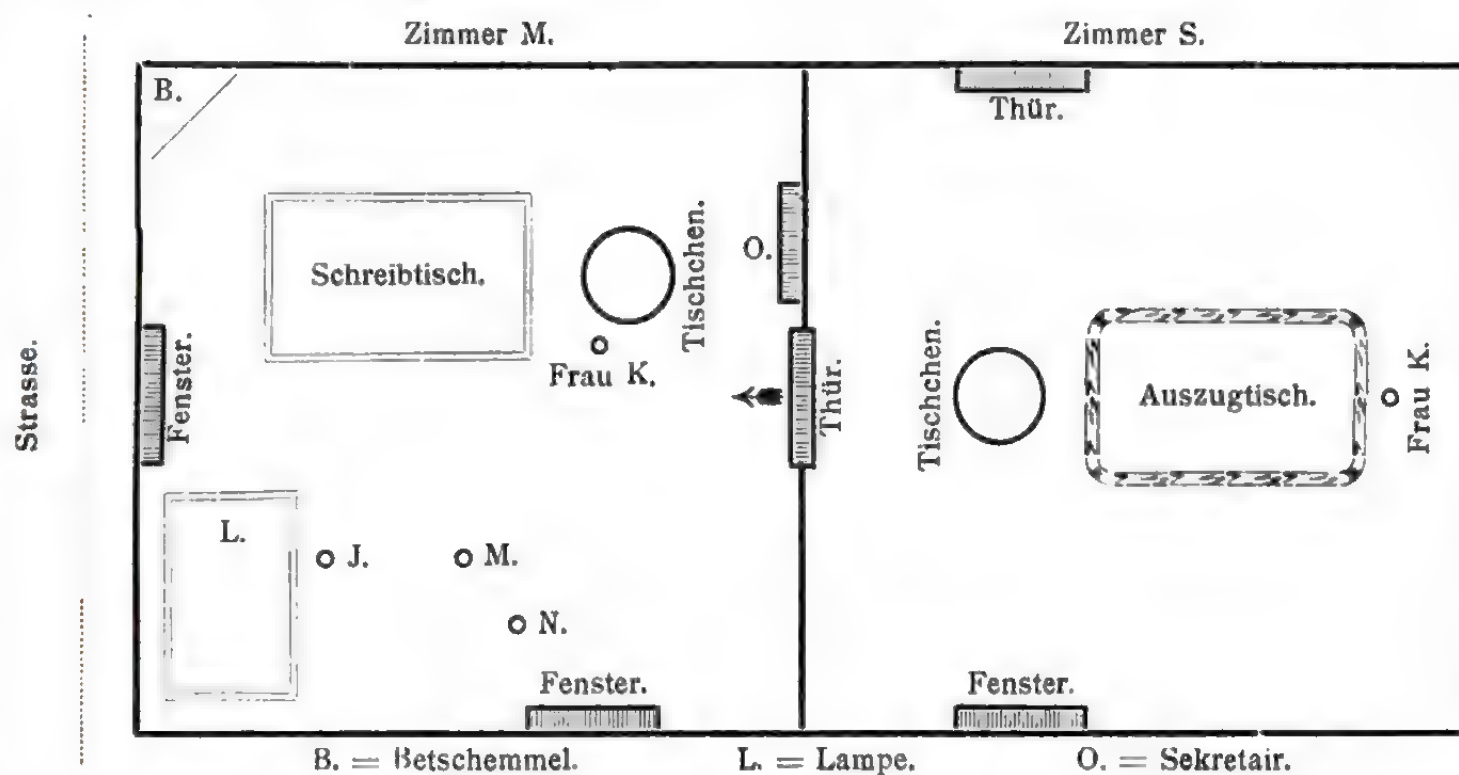 Zimmer M.
Zimmer S.
B.
Thür.
Schreibtisch.
Tischchen.
O.
Frau K.
Strasse.
Fenster.
Thür.
Tischchen.
Auszugtisch.
Frau K.
L.
J.
M.
N.
Fenster.
Fenster.
B. = Betschemmel.
L. = Lampe.
O. = Sekretair.